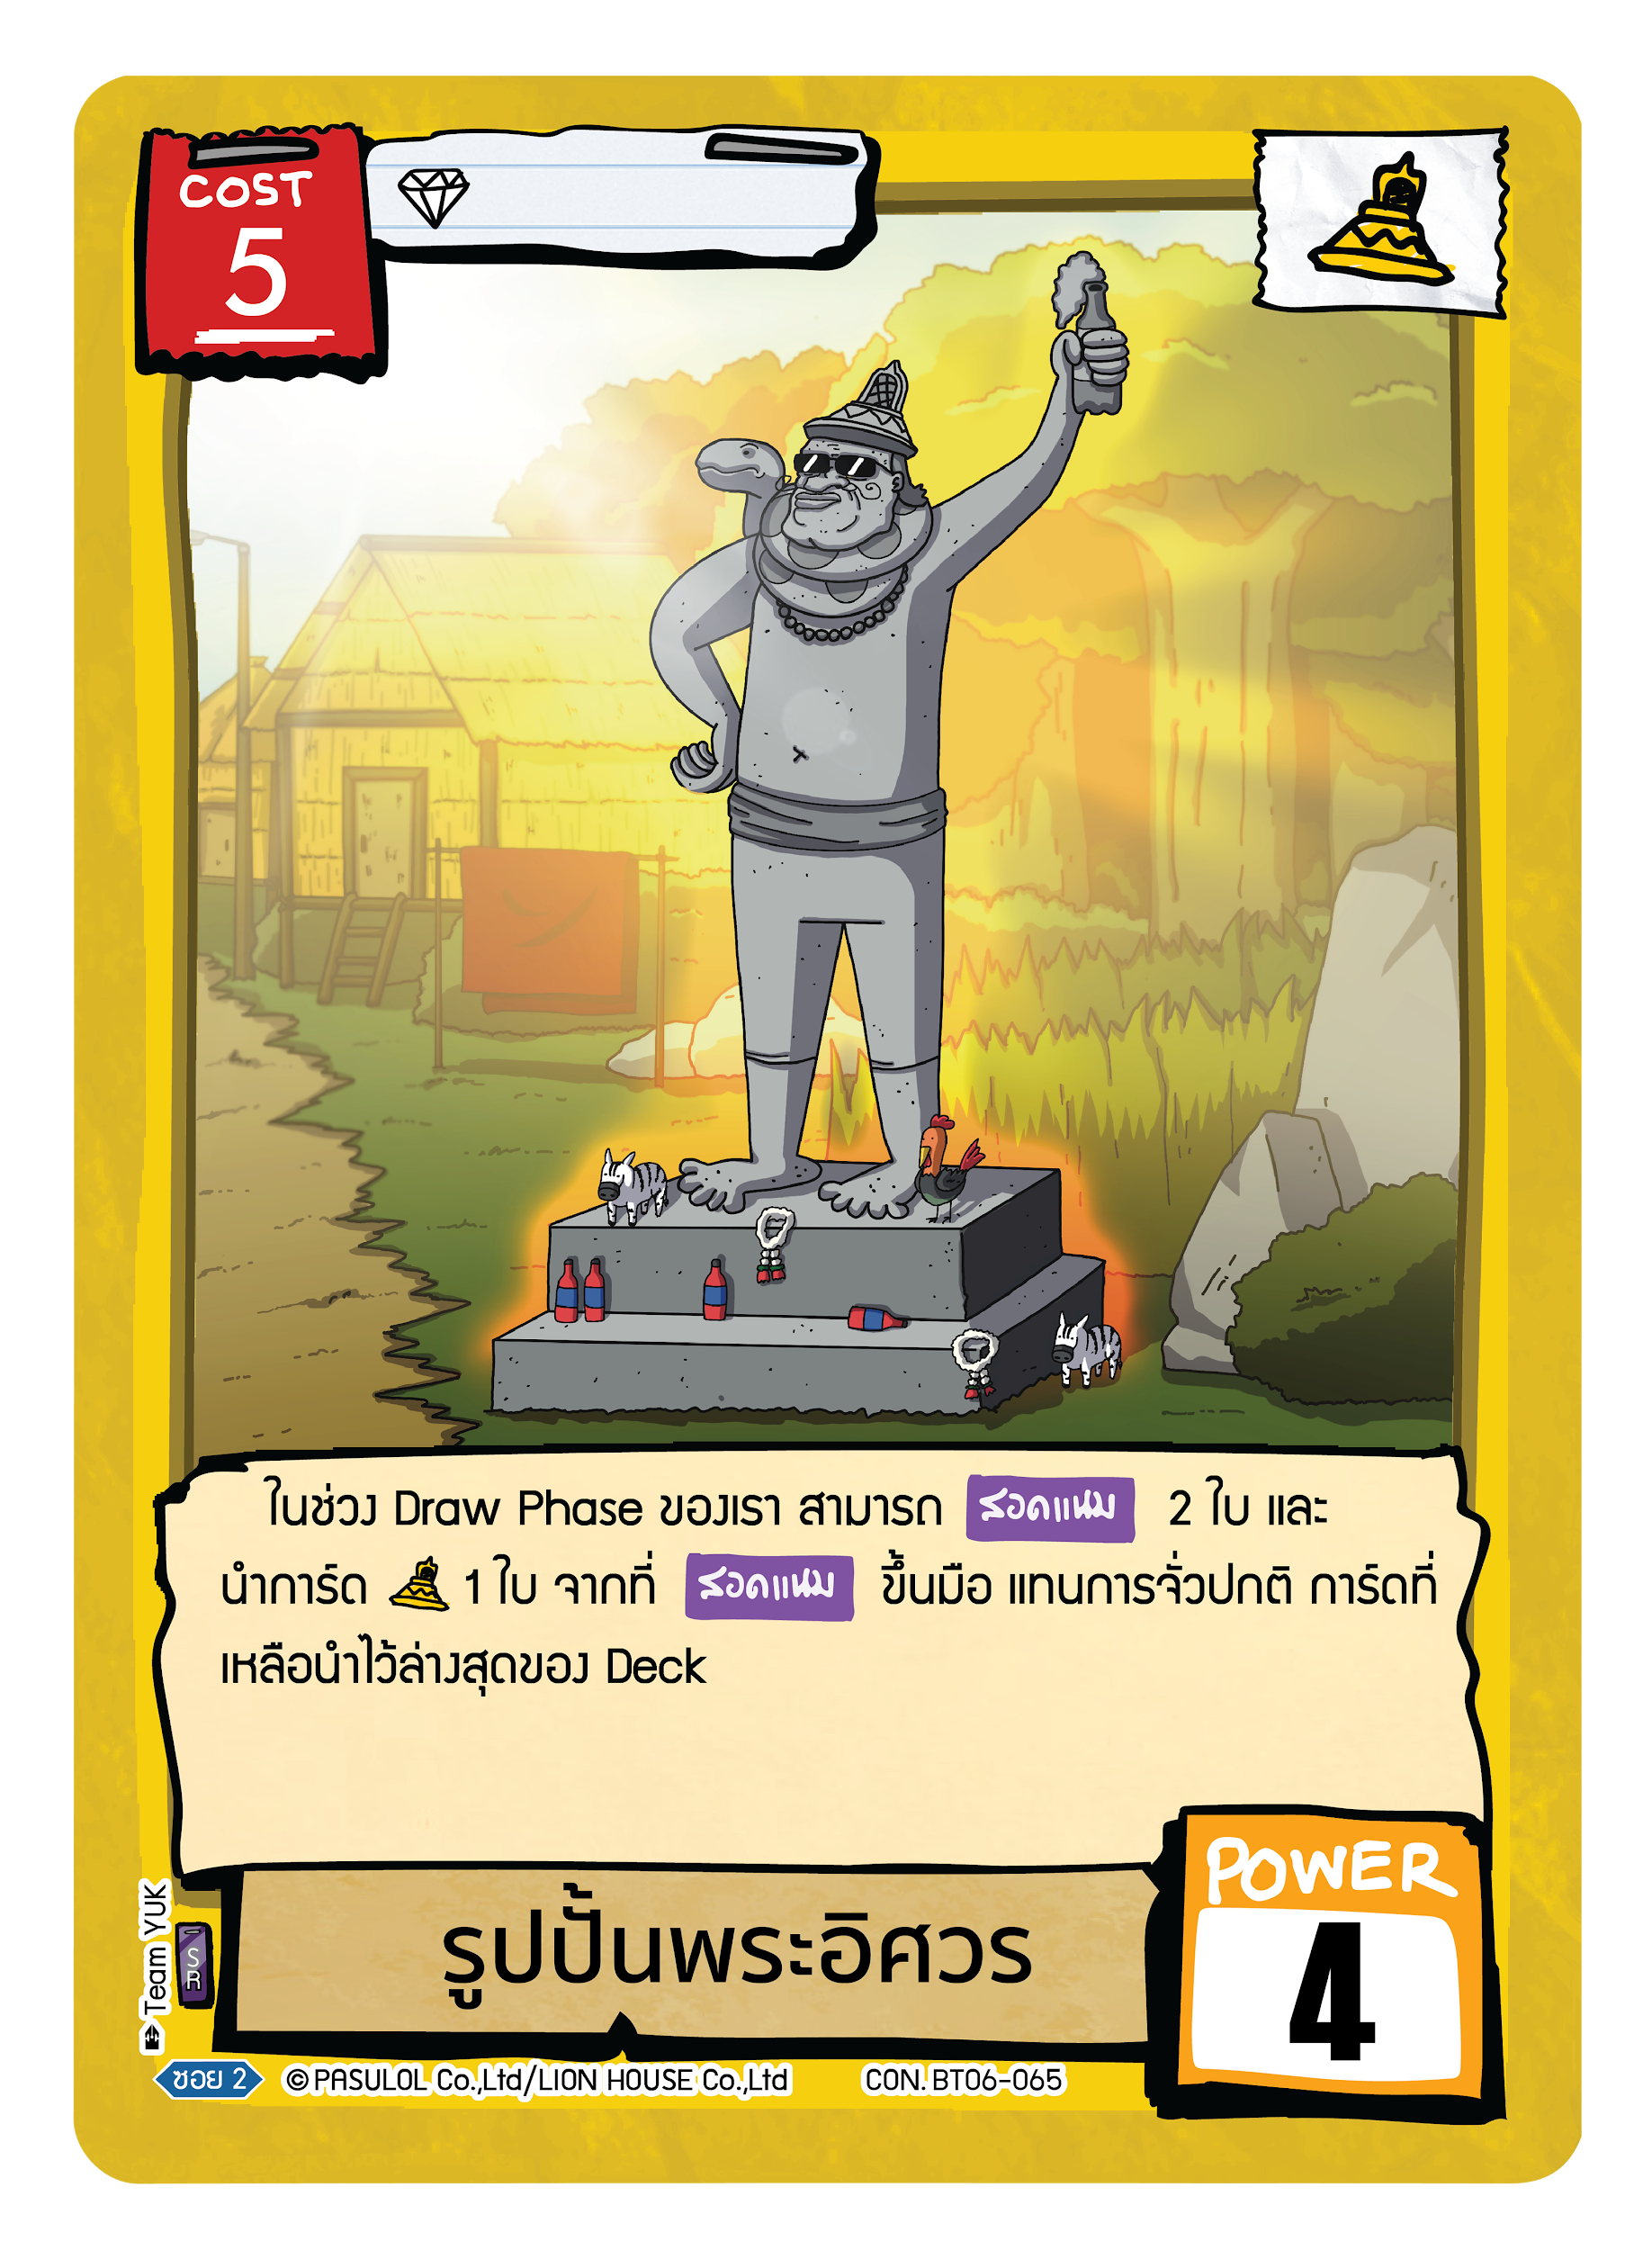 COST
5
ในช่วง Draw Phase ของเรา สามารถ สอดแนม 2 ใบ และ
นำการ์ด 1 ใบ จากที่ สอดแนม ขึ้นมือ แทนการจั่วปกติ การ์ดที่
เหลือนำไว้ล่างสุดของ Deck
POWER
4
รูปปั้นพระอิศวร
Team YUK
SR
ซอย 2 © PASULOL Co.,Ltd/LION HOUSE Co.,Ltd CON. BT06-065